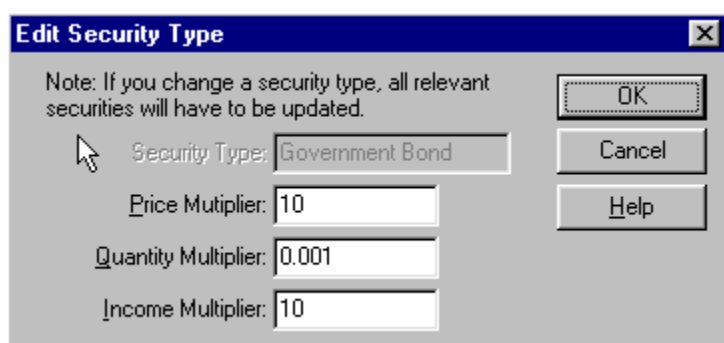 Edit Security Type
Note: If you change a security type, all relevant
securities will have to be updated.
OK
Security Type: Government Bond
Cancel
Price Mutiplier: 10
Help
Quantity Multiplier: 0.001
Income Multiplier: 10